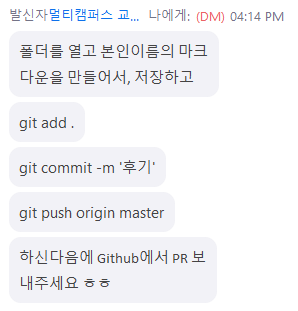 발신자멀티캠퍼스 교... 나에게: (DM) 04:14 PM
폴더를 열고 본인이름의 마크
다운을 만들어서, 저장하고
git add .
git commit -m '후기'
git push origin master
하신다음에 Github에서 PR 보
내주세요 ㅎㅎ